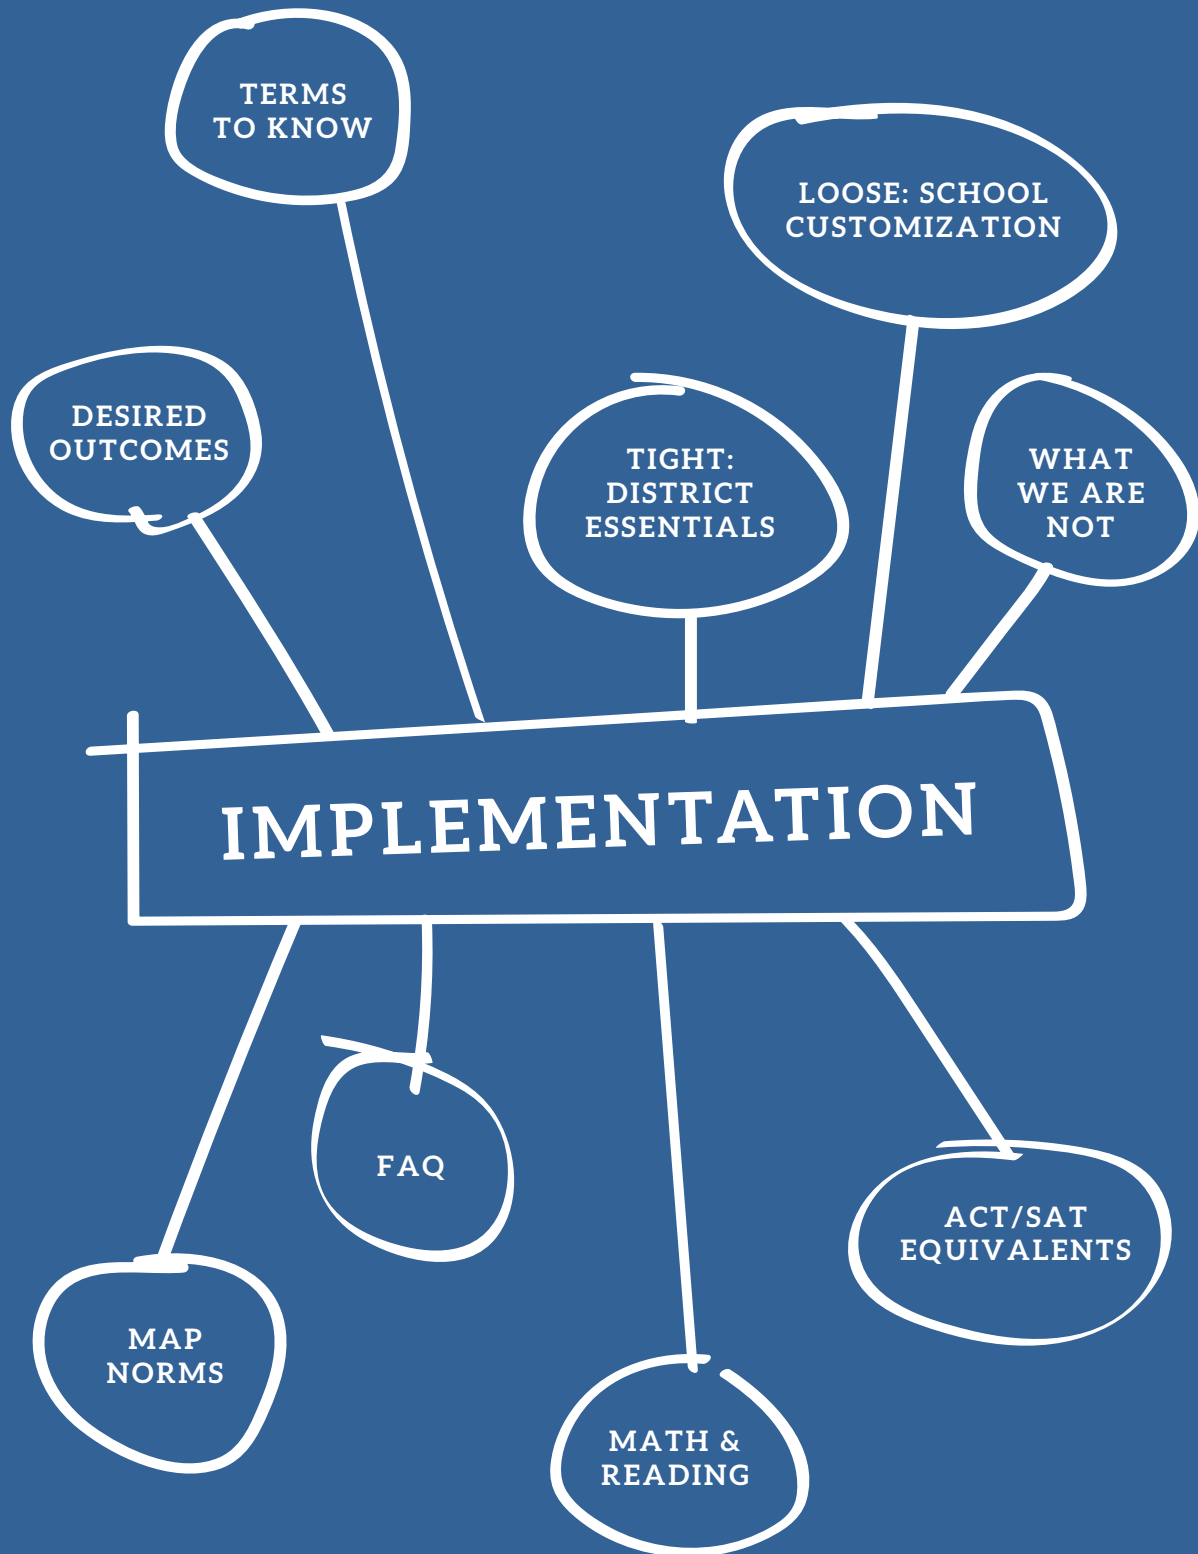 TERMS
TO KNOW
LOOSE: SCHOOL
CUSTOMIZATION
DESIRED
OUTCOMES
TIGHT:
DISTRICT
ESSENTIALS
WHAT
WE ARE
NOT
IMPLEMENTATION
FAQ
ACT/SAT
EQUIVALENTS
MAP
NORMS
MATH &
READING